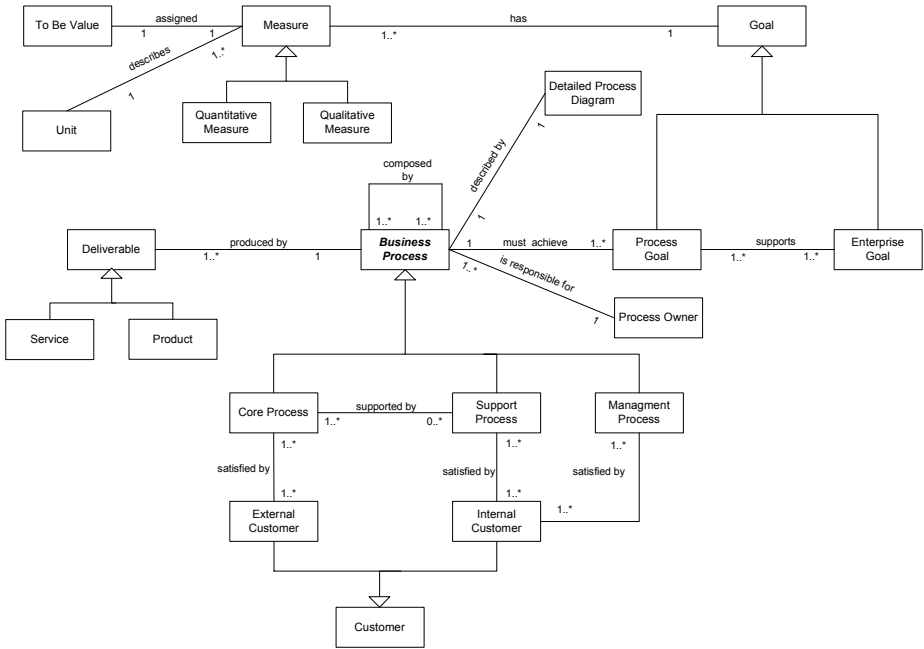 To Be Value
assigned
1
1
Measure
has
1..*
1
Goal
describes
1..*
1
Unit
Quantitative
Measure
Qualitative
Measure
Detailed Process
Diagram
1
described by
1
composed
by
1..*
1..*
Deliverable
produced by
1..*
1
Business
Process
1
must achieve
1..*
Process
Goal
supports
1..*
1..*
Enterprise
Goal
1..*
is responsible for
1
Process Owner
Service
Product
Core Process
supported by
1..*
0..*
Support
Process
Managment
Process
1..*
1..*
1..*
satisfied by
satisfied by
satisfied by
1..*
1..*
1..*
External
Customer
Internal
Customer
Customer